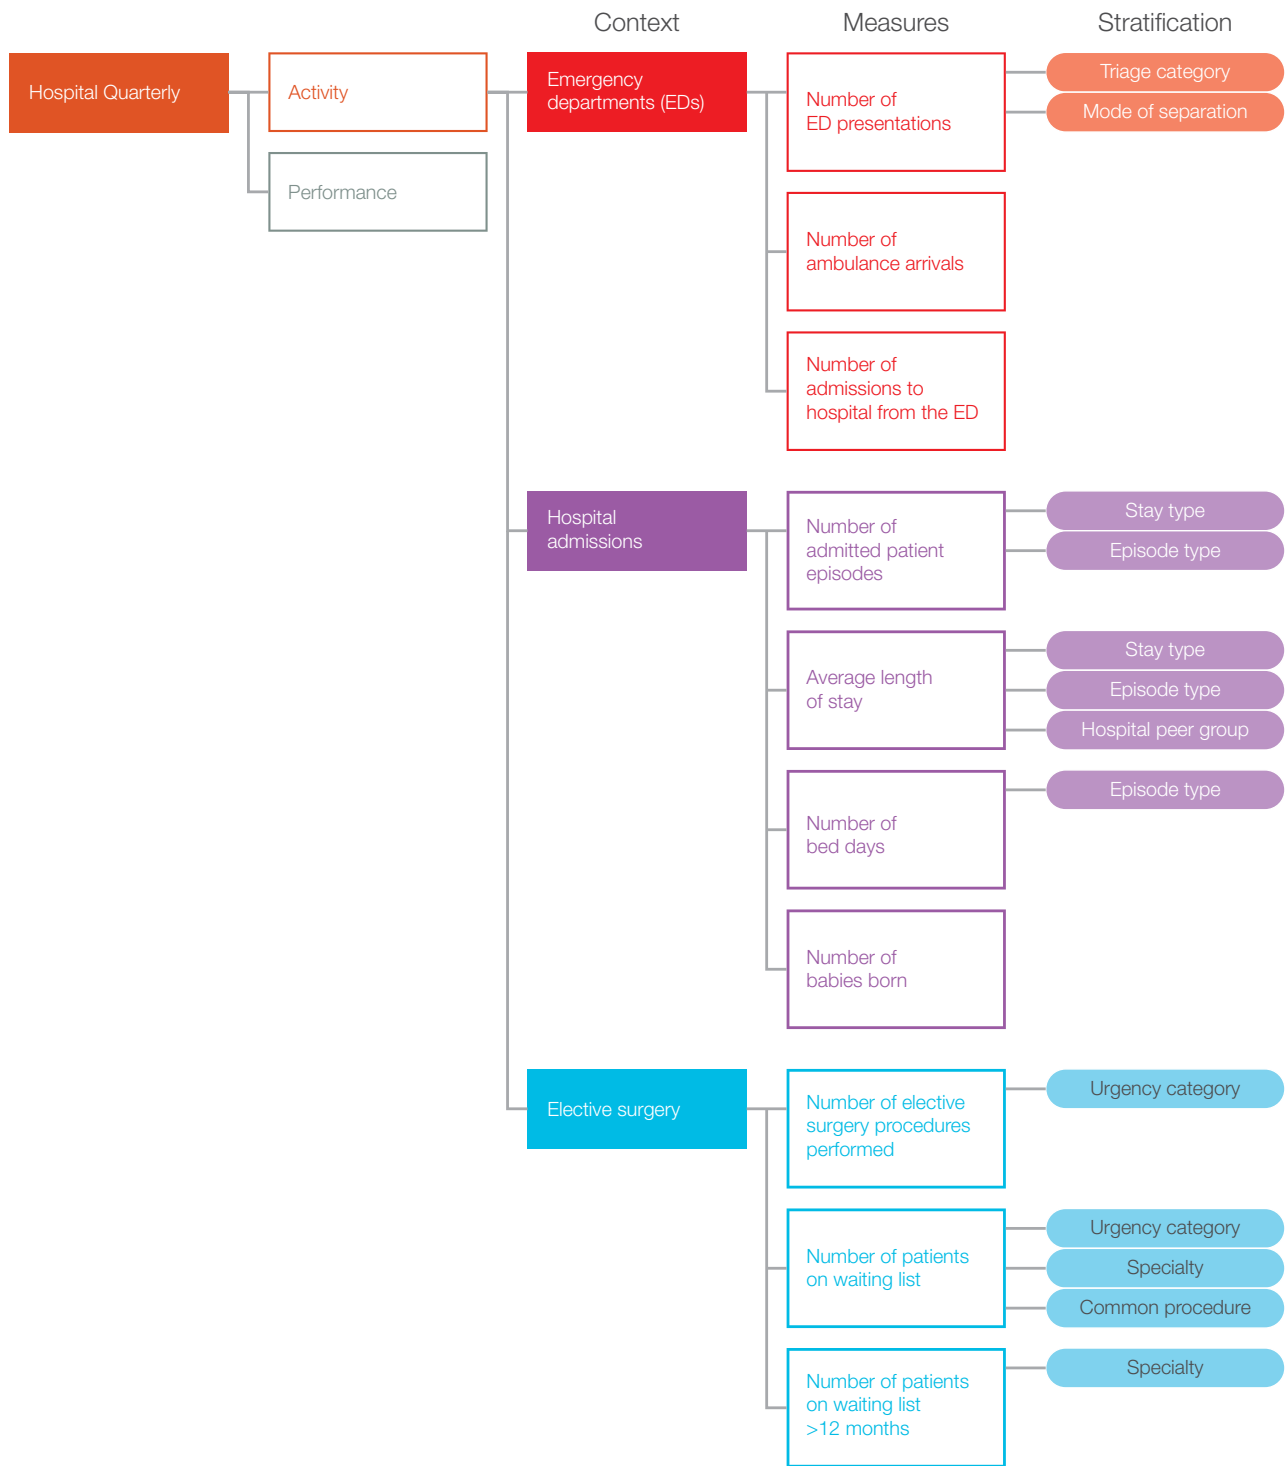 Context
Measures
Stratification
Hospital Quarterly
Activity
Performance
Emergency
departments (EDs)
Number of
ED presentations
Triage category
Mode of separation
Number of
ambulance arrivals
Number of
admissions to
hospital from the ED
Hospital
admissions
Number of
admitted patient
episodes
Stay type
Episode type
Average length
of stay
Stay type
Episode type
Hospital peer group
Number of
bed days
Episode type
Number of
babies born
Elective surgery
Number of elective
surgery procedures
performed
Urgency category
Number of patients
on waiting list
Urgency category
Specialty
Common procedure
Number of patients
on waiting list
>12 months
Specialty